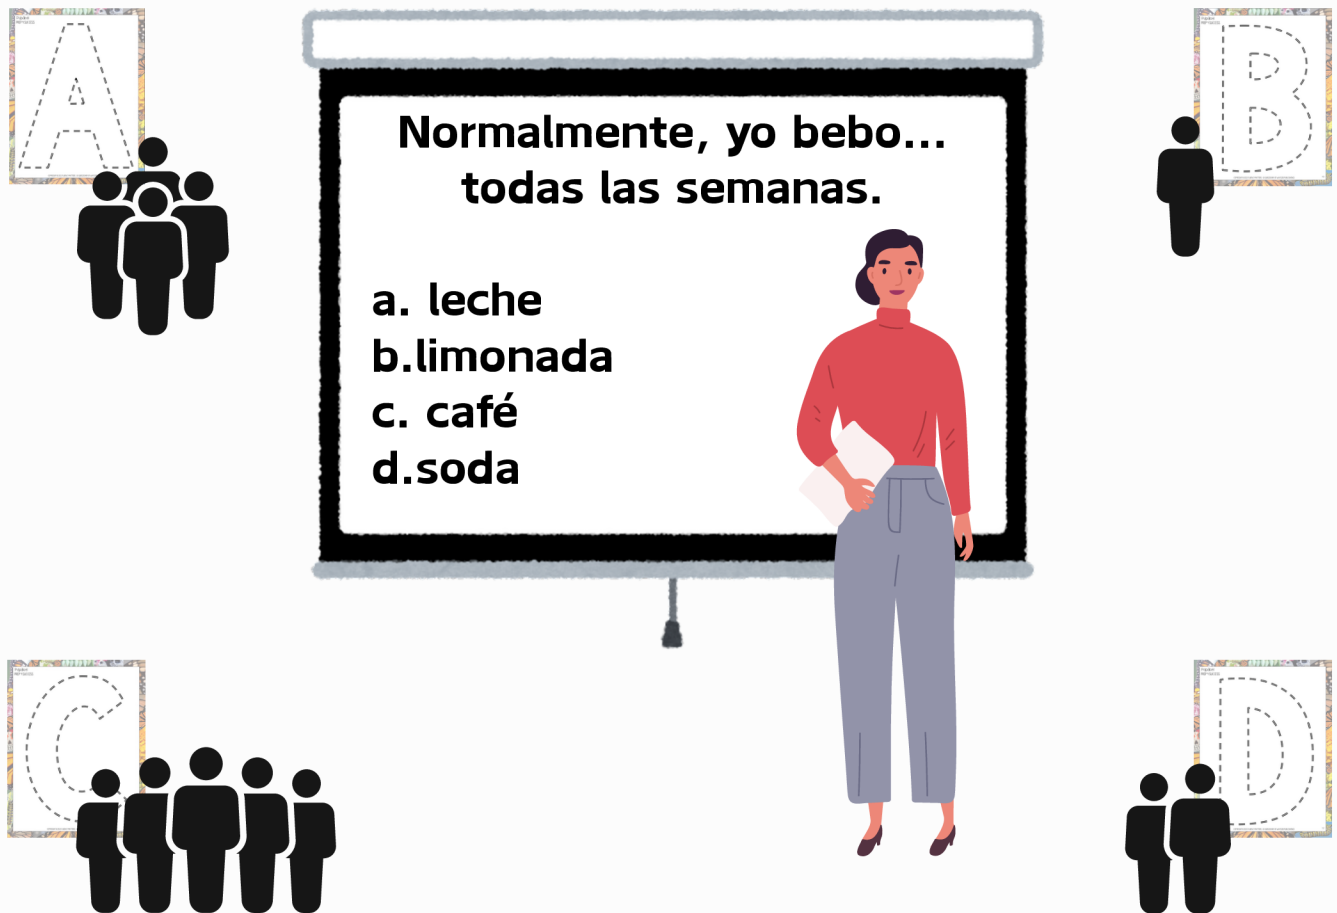 A
B
Normalmente, yo bebo...
todas las semanas.
a. leche
b.limonada
c. café
d.soda
C
D